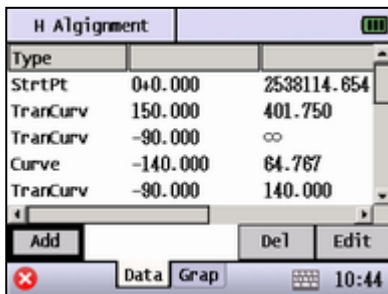 H Algignment
Type
StrtPt 0+0.000 2538114.654
TranCurv 150.000 401.750
TranCurv -90.000 ∞
Curve -140.000 64.767
TranCurv -90.000 140.000
Add Del Edit
Data Grap 10:44